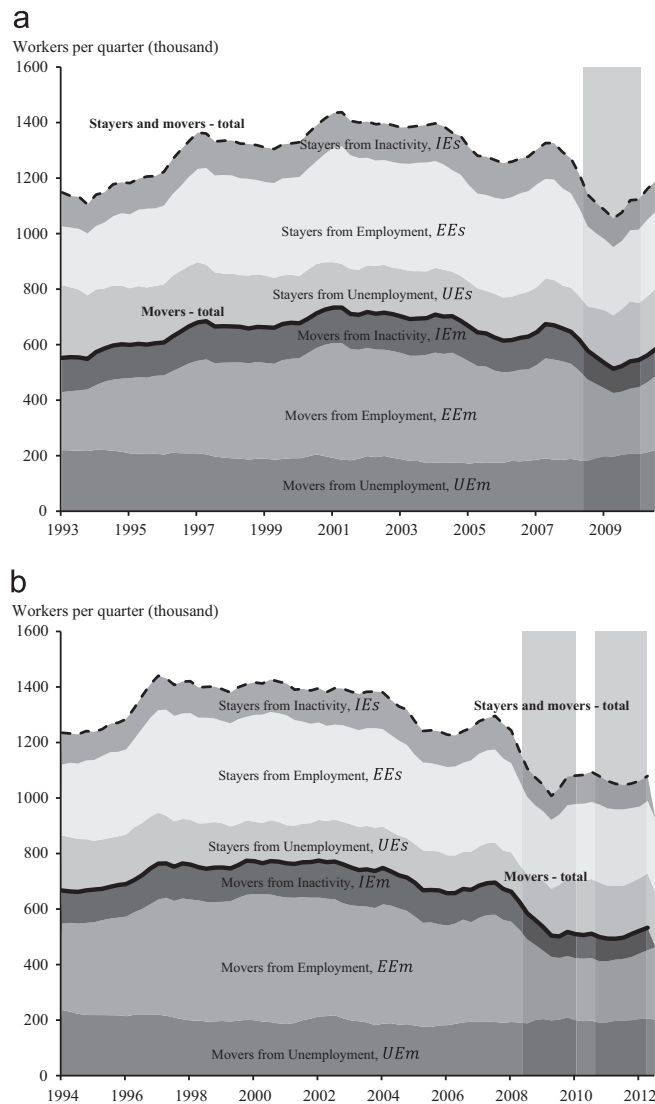 a
Workers per quarter (thousand)
1600
1400
1200
1000
800
600
400
200
0
Stayers and movers - total
Stayers from Inactivity, IEs
Stayers from Employment, EEs
Stayers from Unemployment, UEs
Movers - total
Movers from Inactivity, IEm
Movers from Employment, EEm
Movers from Unemployment, UEm
1993 1995 1997 1999 2001 2003 2005 2007 2009
b
Workers per quarter (thousand)
1600
1400
1200
1000
800
600
400
200
0
Stayers from Inactivity, IEs
Stayers and movers - total
Stayers from Employment, EEs
Stayers from Unemployment, UEs
Movers - total
Movers from Inactivity, IEm
Movers from Employment, EEm
Movers from Unemployment, UEm
1994 1996 1998 2000 2002 2004 2006 2008 2010 2012